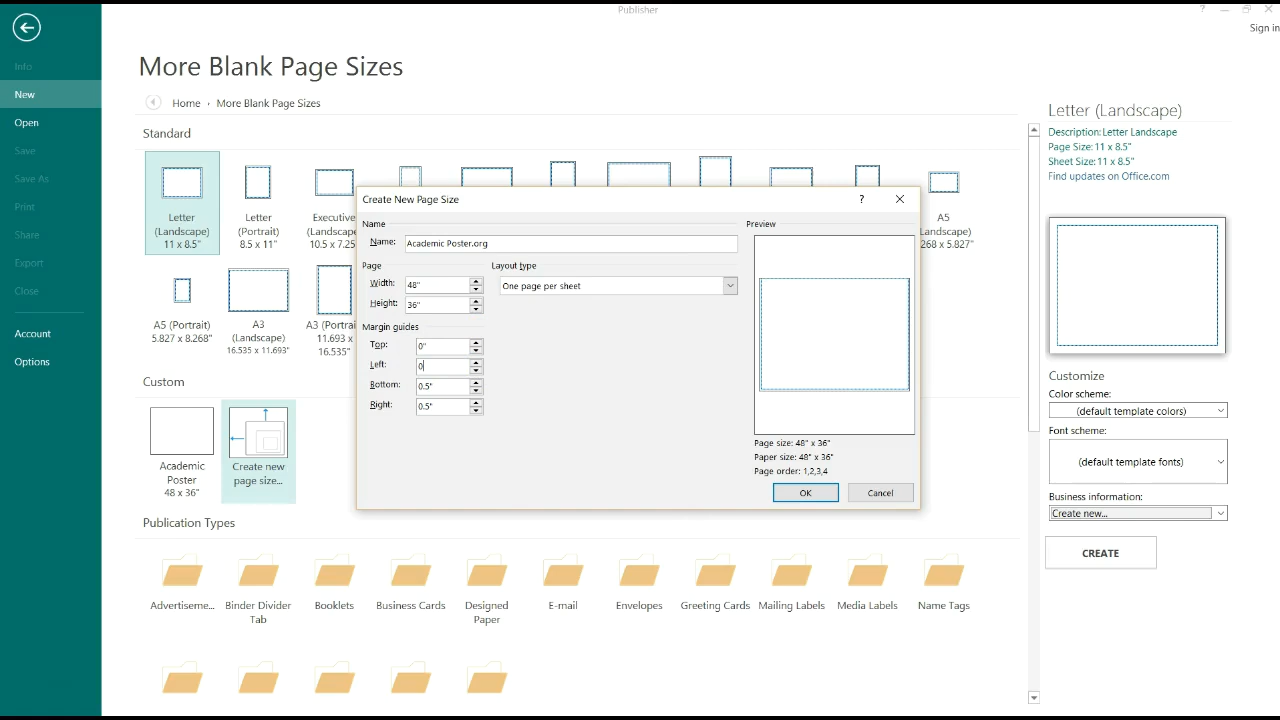 Publisher
?
Sign in
Info
New
Open
Save
Save As
Print
Share
Export
Close
Account
Options
More Blank Page Sizes
Home › More Blank Page Sizes
Standard
Letter
(Landscape)
11 x 8.5"
Letter
(Portrait)
8.5 x 11"
Executive
(Landscape)
10.5 x 7.25"
A5
(Landscape)
268 x 5.827"
A5 (Portrait)
5.827 x 8.268"
A3
(Landscape)
16.535 x 11.693"
A3 (Portrait)
11.693 x
16.535"
Custom
Academic
Poster
48 x 36"
Create new
page size...
Publication Types
Advertiseme...
Binder Divider
Tab
Booklets
Business Cards
Designed
Paper
E-mail
Envelopes
Greeting Cards
Mailing Labels
Media Labels
Name Tags
Create New Page Size
?
Name
Name: Academic Poster.org
Page
Width: 48"
Height: 36"
Layout type
One page per sheet
Margin guides
Top: 0"
Left: 0
Bottom: 0.5"
Right: 0.5"
Preview
Page size: 48" x 36"
Paper size: 48" x 36"
Page order: 1,2,3,4
OK
Cancel
Letter (Landscape)
Description: Letter Landscape
Page Size: 11 x 8.5"
Sheet Size: 11 x 8.5"
Find updates on Office.com
Customize
Color scheme:
(default template colors)
Font scheme:
(default template fonts)
Business information:
Create new...
CREATE